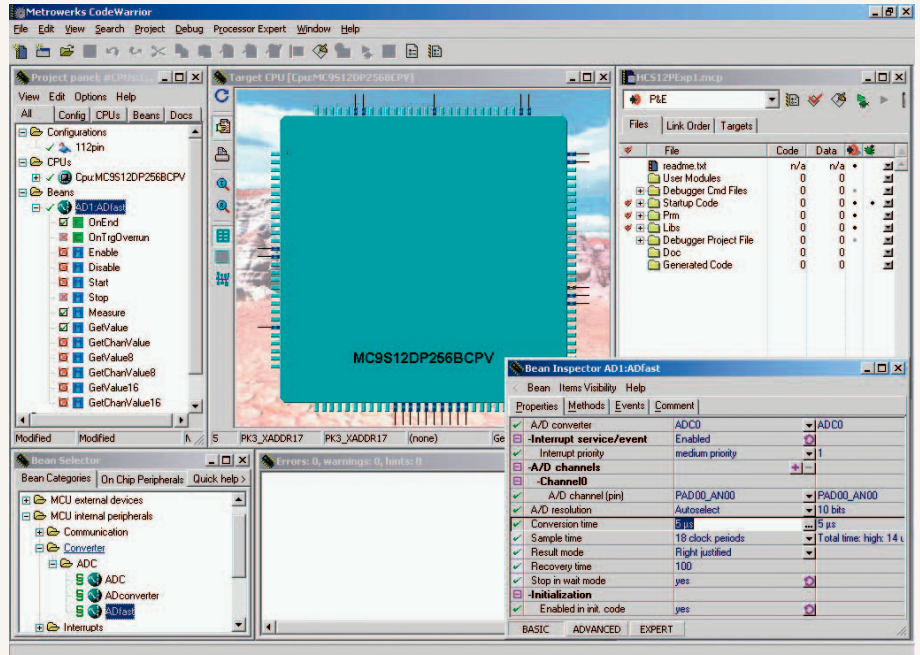 Metrowerks CodeWarrior
File Edit View Search Project Debug Processor Expert Window Help
Project panel:
View Edit Options Help
All Config CPUs Beans Docs
Configurations
112pin
CPUs
Cpu:MC9S12DP256BCPV
Beans
AD1:ADfast
OnEnd
OnTrgOverrun
Enable
Disable
Start
Stop
Measure
GetValue
GetChanValue
GetValue8
GetChanValue8
GetValue16
GetChanValue16
Modified Modified
Target CPU [Cpu:MC9S12DP256BCPV]
MC9S12DP256BCPV
5 PK3_XADDR17 PK3_XADDR17 (none) Ge
HCS12PExp1.mcp
P&E
Files Link Order Targets
File Code Data
readme.txt n/a n/a
User Modules 0 0
Debugger Cmd Files 0 0
Startup Code 0 0
Prm 0 0
Libs 0 0
Debugger Project File 0 0
Doc 0 0
Generated Code 0 0
Bean Selector
Bean Categories On Chip Peripherals Quick help >
MCU external devices
MCU internal peripherals
Communication
Converter
ADC
ADC
ADconverter
ADfast
Interrupts
Errors: 0, warnings: 0, hints: 0
Bean Inspector AD1:ADfast
< Bean Items Visibility Help
Properties Methods Events Comment
A/D converter ADC0 ADC0
-Interrupt service/event Enabled
Interrupt priority medium priority 1
-A/D channels
-Channel0
A/D channel (pin) PAD00_AN00 PAD00_AN00
A/D resolution Autoselect 10 bits
Conversion time 5 µs ... 5 µs
Sample time 18 clock periods Total time: high: 14 u
Result mode Right justified
Recovery time 100
Stop in wait mode yes
-Initialization
Enabled in init. code yes
BASIC ADVANCED EXPERT